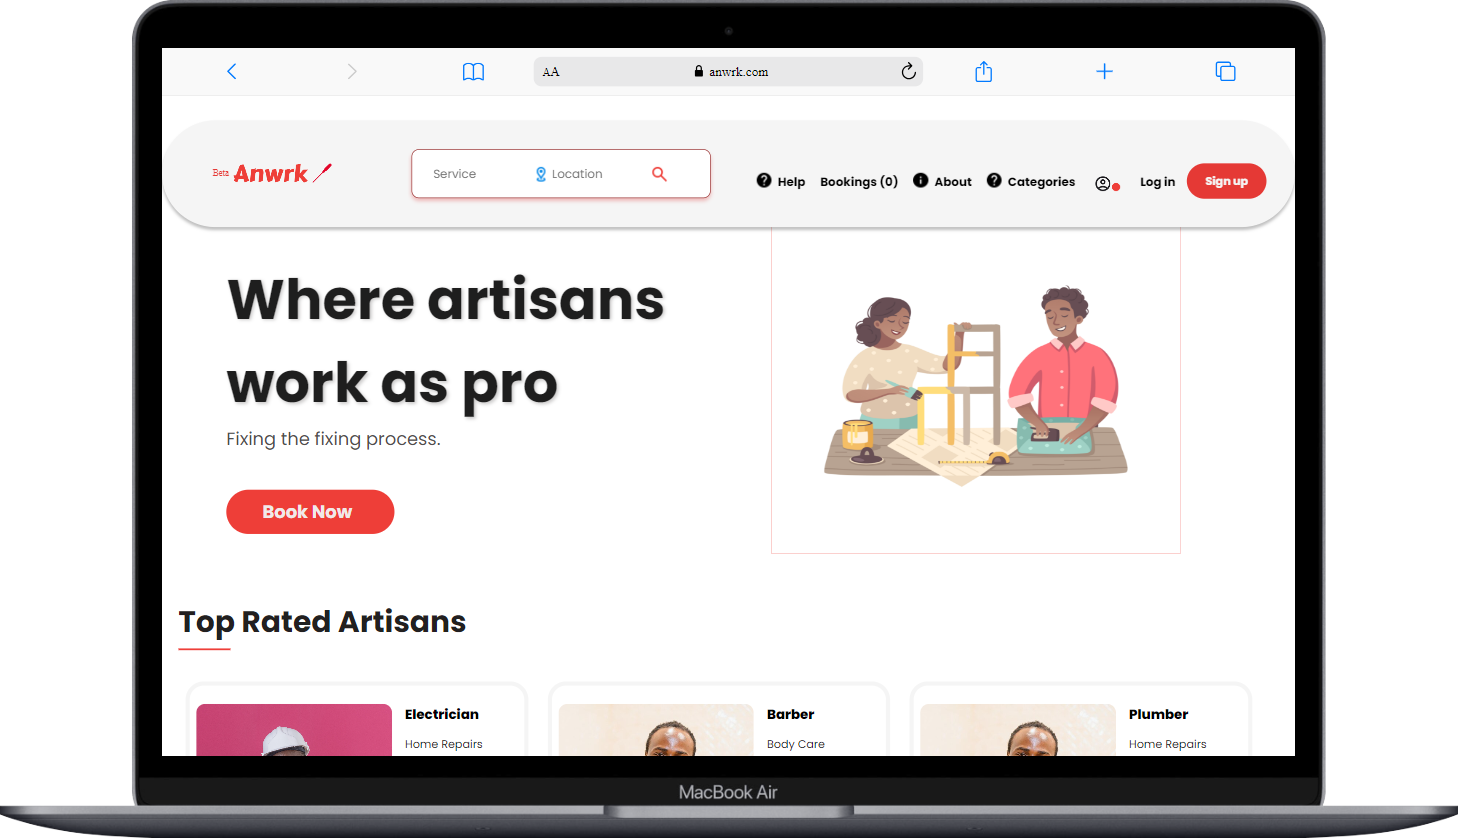 AA
anwrk.com
Beta Anwrk
Service
Location
Help
Bookings (0)
About
Categories
Log in
Sign up
Where artisans
work as pro
Fixing the fixing process.
Book Now
Top Rated Artisans
Electrician
Home Repairs
Barber
Body Care
Plumber
Home Repairs
MacBook Air